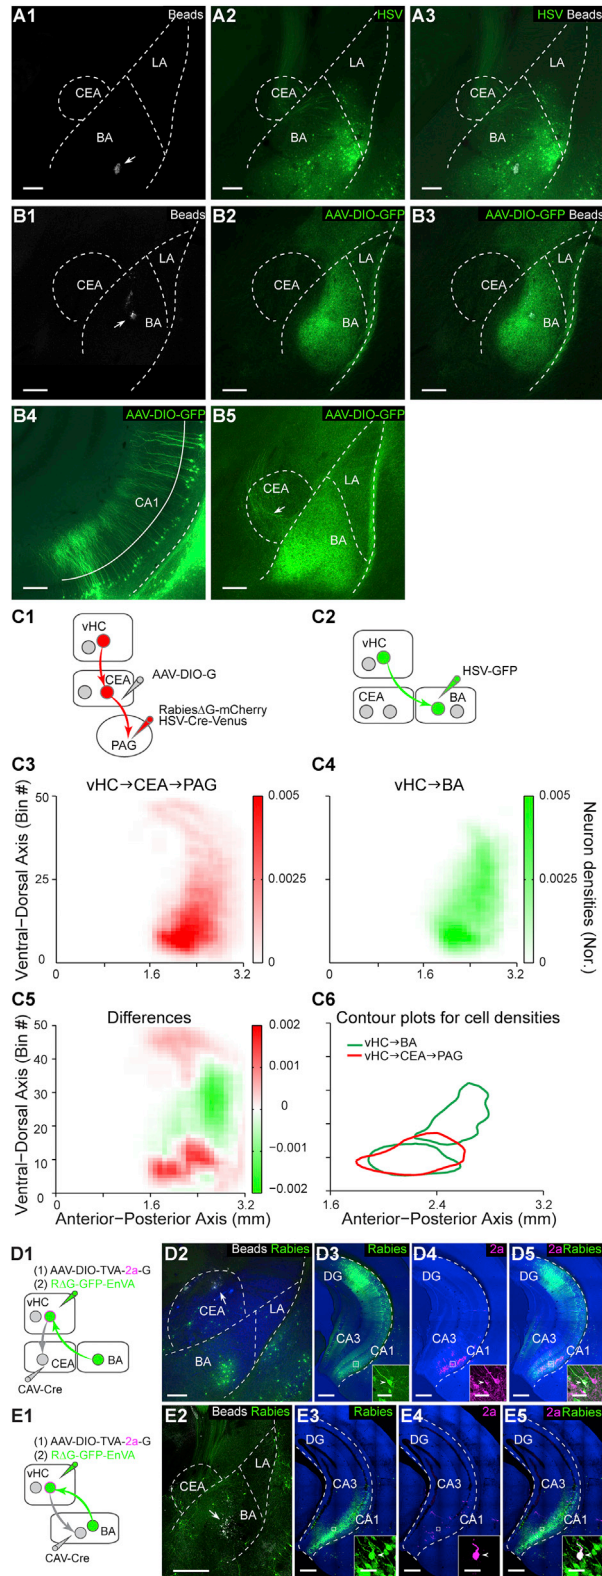 A1 Beads
LA
CEA
BA
A2 HSV
LA
CEA
BA
A3 HSV Beads
LA
CEA
BA
B1 Beads
LA
CEA
BA
B2 AAV-DIO-GFP
LA
CEA
BA
B3 AAV-DIO-GFP Beads
LA
CEA
BA
B4 AAV-DIO-GFP
CA1
B5 AAV-DIO-GFP
CEA
LA
BA
C1
vHC
CEA
AAV-DIO-G
RabiesΔG-mCherry
HSV-Cre-Venus
PAG
C2
vHC
HSV-GFP
CEA
BA
C3
vHC→CEA→PAG
Ventral-Dorsal Axis (Bin #)
50
25
0
0
1.6
3.2
0.005
0.0025
0
C4
vHC→BA
0
1.6
3.2
0.005
0.0025
0
Neuron densities (Nor.)
C5
Differences
Ventral-Dorsal Axis (Bin #)
50
40
30
20
10
0
0
1.6
3.2
0.002
0.001
0
-0.001
-0.002
Anterior-Posterior Axis (mm)
C6
Contour plots for cell densities
vHC→BA
vHC→CEA→PAG
1.6
2.4
3.2
Anterior-Posterior Axis (mm)
D1
(1) AAV-DIO-TVA-2a-G
(2) RΔG-GFP-EnVA
vHC
CEA
BA
CAV-Cre
D2 Beads Rabies
CEA
LA
BA
D3 Rabies
DG
CA3
CA1
D4 2a
DG
CA3
CA1
D5 2aRabies
DG
CA3
CA1
E1
(1) AAV-DIO-TVA-2a-G
(2) RΔG-GFP-EnVA
vHC
CEA
BA
CAV-Cre
E2 Beads Rabies
LA
CEA
BA
E3 Rabies
DG
CA3
CA1
E4 2a
DG
CA3
CA1
E5 2aRabies
DG
CA3
CA1